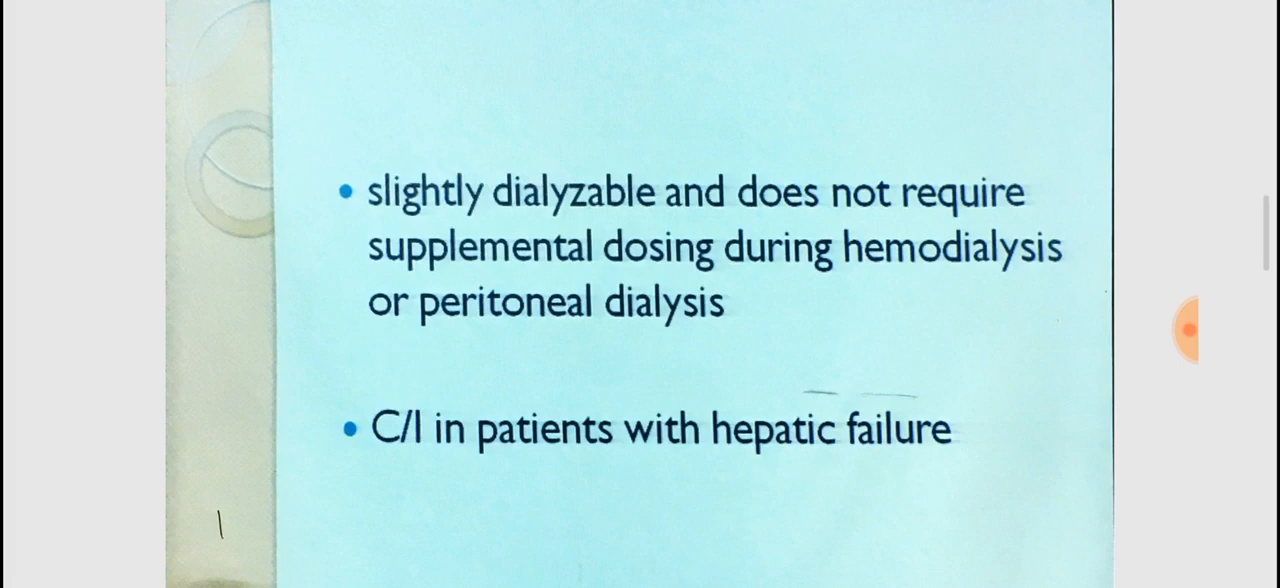 • slightly dialyzable and does not require
supplemental dosing during hemodialysis
or peritoneal dialysis
• C/I in patients with hepatic failure